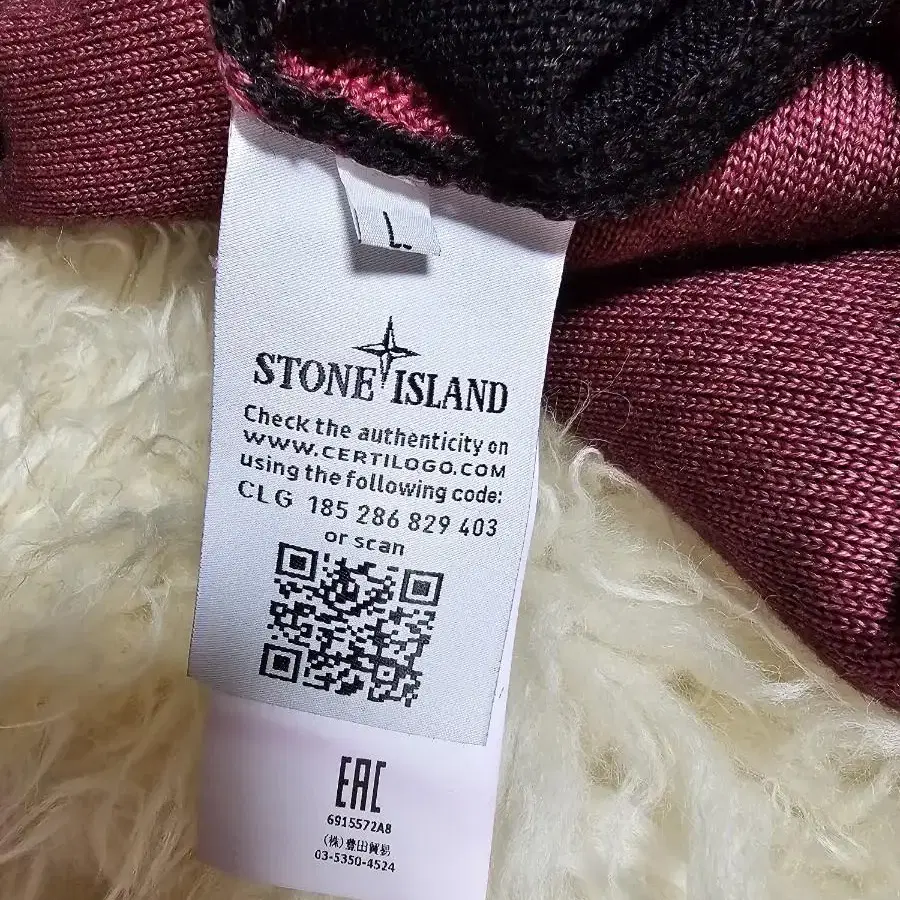 L.
STONE ISLAND
Check the authenticity on
WWW.CERTILOGO.COM
using the following code:
CLG 185 286 829 403
or scan
EAC
6915572A8
(株)豊田貿易
03-5350-4524